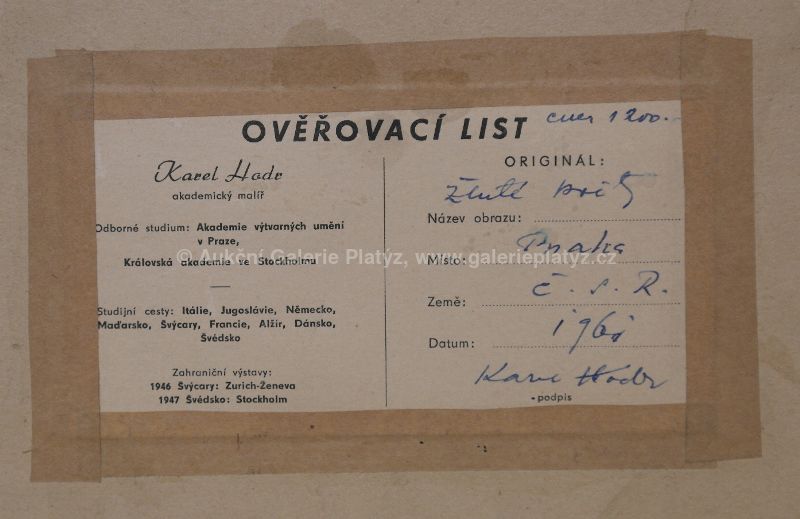 OVĚŘOVACÍ LIST
1200.-
Karel Hodr
akademický malíř
Odborné studium: Akademie výtvarných umění
v Praze,
Královská akademie ve Stockholmu
—
Studijní cesty: Itálie, Jugoslávie, Německo,
Maďarsko, Švýcary, Francie, Alžír, Dánsko,
Švédsko
Zahraniční výstavy:
1946 Švýcary: Zurich-Ženeva
1947 Švédsko: Stockholm
ORIGINÁL:
Žluté
Název obrazu:
Praha
Místo:
Č. S. R.
Země:
Datum:
Karel Hodr
-podpis
© Aukční Galerie Platýz, www.galerieplatyz.cz